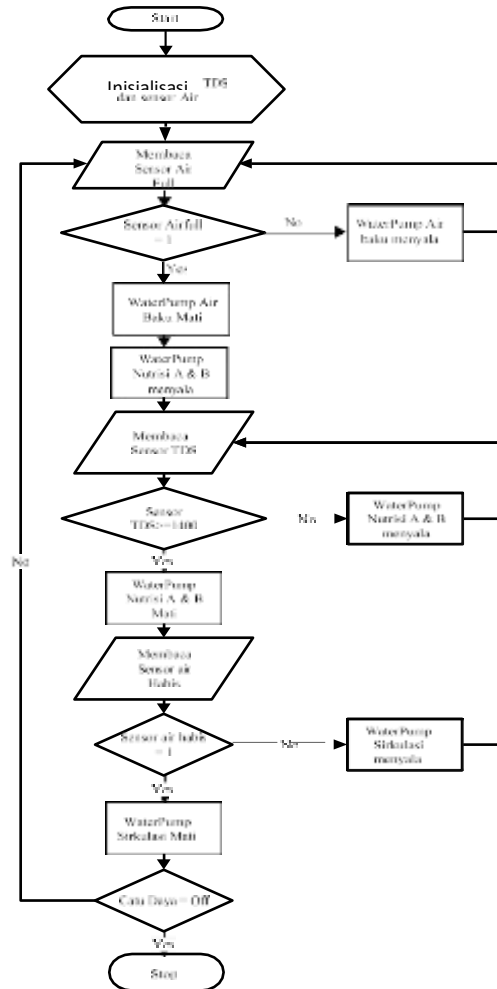 Start
Inisialisasi TDS
dan sensor Air
Membaca
Sensor Air
Full
Sensor Airfull
= 1
No
WaterPump Air
baku menyala
Yes
WaterPump Air
Baku Mati
WaterPump
Nutrisi A & B
menyala
Membaca
Sensor TDS
Sensor
No
WaterPump
Nutrisi A & B
menyala
Yes
No
WaterPump
Nutrisi A & B
Mati
Membaca
Sensor air
Habis
Sensor air habis
= 1
No
WaterPump
Sirkulasi
menyala
Yes
WaterPump
Sirkulasi Mati
Catu Daya = Off
Yes
Stop